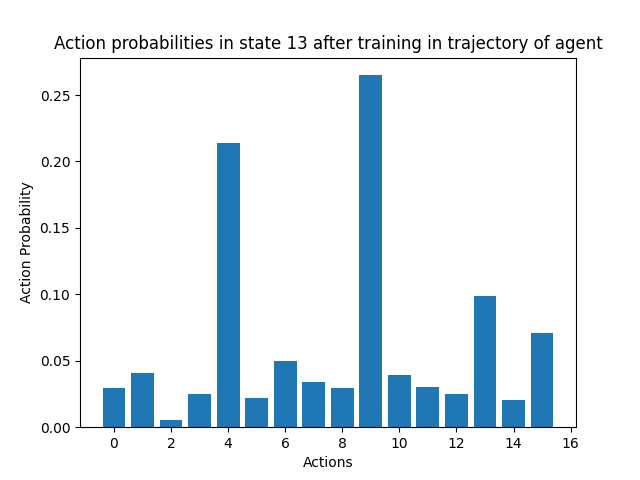 Action probabilities in state 13 after training in trajectory of agent
Action Probability
0.25
0.20
0.15
0.10
0.05
0.00
0 2 4 6 8 10 12 14 16
Actions